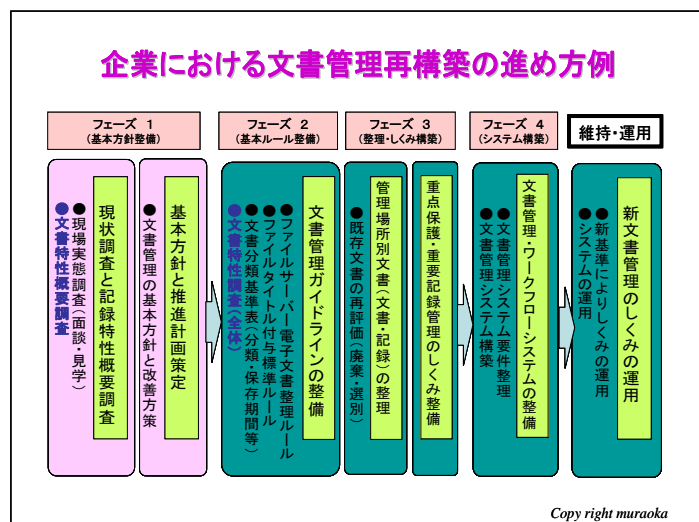 企業における文書管理再構築の進め方例
フェーズ 1
(基本方針整備)
フェーズ 2
(基本ルール整備)
フェーズ 3
(整理・しくみ構築)
フェーズ 4
(システム構築)
維持・運用
現状調査と記録特性概要調査
●現場実態調査(面談・見学)
●文書特性概要調査
基本方針と推進計画策定
●文書管理の基本方針と改善方策
文書管理ガイドラインの整備
●ファイルサーバー電子文書整理ルール
●ファイルタイトル付与標準ルール
●文書分類基準表(分類・保存期間等)
●文書特性調査(全体)
管理場所別文書(文書・記録)の整理
●既存文書の再評価(廃棄・選別)
重点保護・重要記録管理のしくみ整備
文書管理・ワークフローシステムの整備
●文書管理システム要件整理
●文書管理システム構築
新文書管理のしくみの運用
●新基準によりしくみの運用
●システムの運用
Copy right muraoka